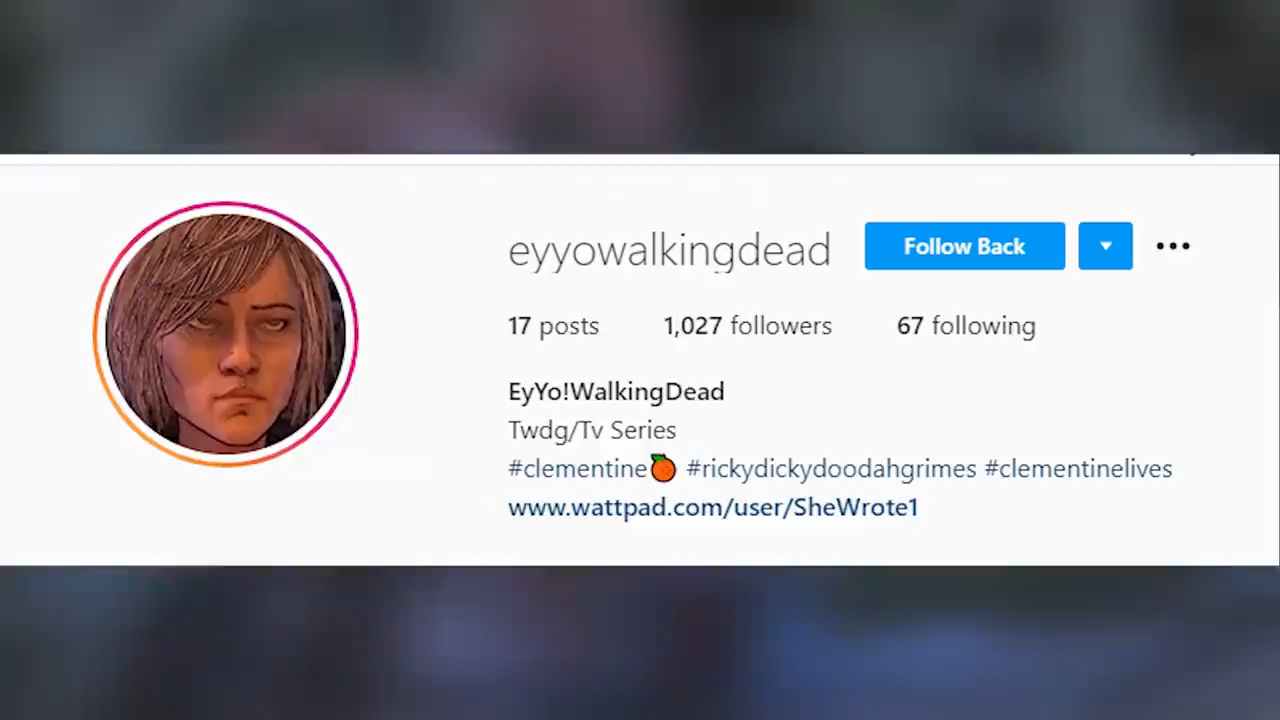 eyyowalkingdead Follow Back
17 posts 1,027 followers 67 following
EyYo!WalkingDead
Twdg/Tv Series
#clementine🍊 #rickydickydoodahgrimes #clementinelives
www.wattpad.com/user/SheWrote1